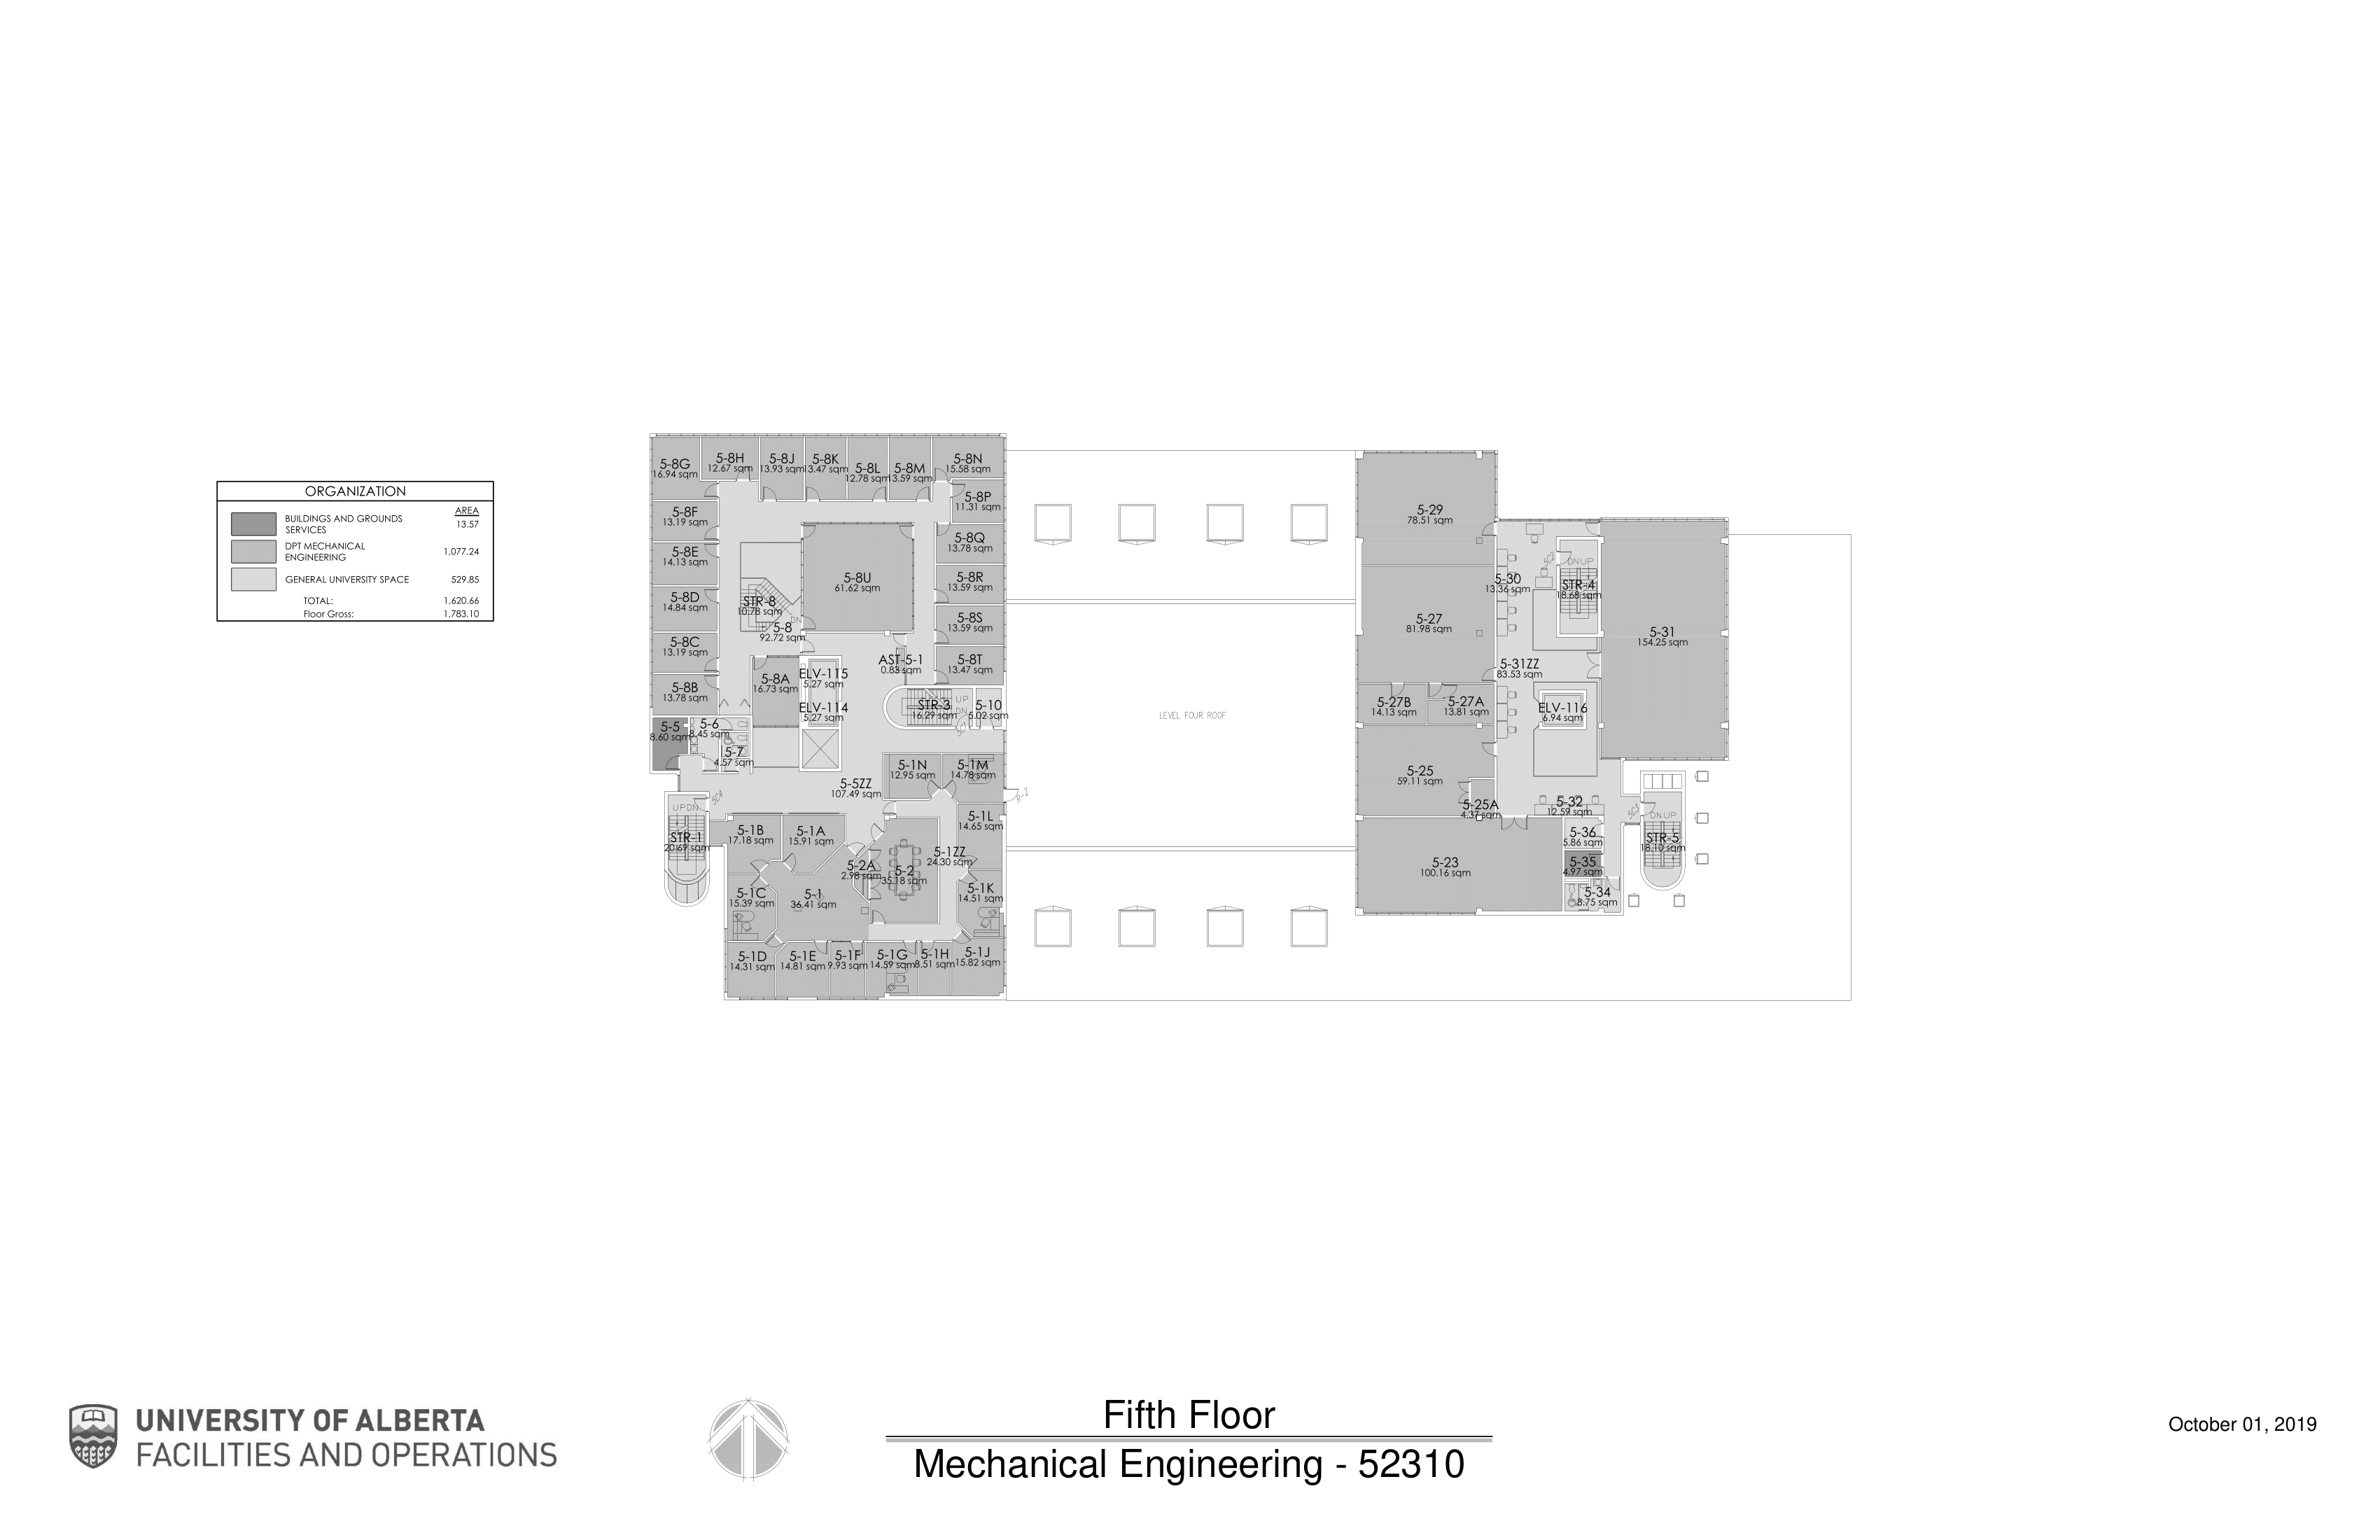 ORGANIZATION
AREA
BUILDINGS AND GROUNDS
SERVICES
13.57
DPT MECHANICAL
ENGINEERING
1,077.24
GENERAL UNIVERSITY SPACE
529.85
TOTAL:
1,620.66
Floor Gross:
1,783.10
5-8G
16.94 sqm
5-8H
12.67 sqm
5-8J
13.93 sqm
5-8K
13.47 sqm
5-8L
12.78 sqm
5-8M
13.59 sqm
5-8N
15.58 sqm
5-8P
11.31 sqm
5-8F
13.19 sqm
5-8Q
13.78 sqm
5-8E
14.13 sqm
5-8U
61.62 sqm
5-8R
13.59 sqm
5-8D
14.84 sqm
STR-8
10.78 sqm
DN
5-8
92.72 sqm
5-8S
13.59 sqm
5-8C
13.19 sqm
AST-5-1
0.83 sqm
5-8T
13.47 sqm
5-8A
16.73 sqm
ELV-115
5.27 sqm
5-8B
13.78 sqm
ELV-114
5.27 sqm
STR-3
16.29 sqm
UP
DN
5-10
5.02 sqm
5-5
8.60 sqm
5-6
8.45 sqm
5-7
4.57 sqm
5-5ZZ
107.49 sqm
5-1N
12.95 sqm
5-1M
14.78 sqm
R-2
UPDN
STR-1
20.69 sqm
5-1B
17.18 sqm
5-1A
15.91 sqm
5-1L
14.65 sqm
5-2A
2.98 sqm
5-2
35.18 sqm
5-1ZZ
24.30 sqm
5-1C
15.39 sqm
5-1
36.41 sqm
5-1K
14.51 sqm
5-1D
14.31 sqm
5-1E
14.81 sqm
5-1F
9.93 sqm
5-1G
14.59 sqm
5-1H
8.51 sqm
5-1J
15.82 sqm
LEVEL FOUR ROOF
5-29
78.51 sqm
5-30
13.36 sqm
DNUP
STR-4
18.68 sqm
5-27
81.98 sqm
5-31
154.25 sqm
5-31ZZ
83.53 sqm
5-27B
14.13 sqm
5-27A
13.81 sqm
ELV-116
6.94 sqm
5-25
59.11 sqm
5-25A
4.37 sqm
5-32
12.59 sqm
DNUP
STR-5
18.10 sqm
5-36
5.86 sqm
5-23
100.16 sqm
5-35
4.97 sqm
5-34
8.75 sqm
UNIVERSITY OF ALBERTA
FACILITIES AND OPERATIONS
Fifth Floor
Mechanical Engineering - 52310
October 01, 2019